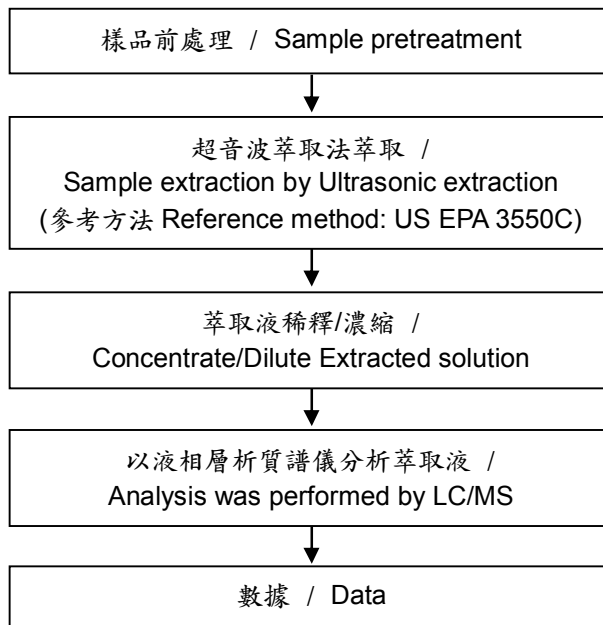 樣品前處理 / Sample pretreatment
超音波萃取法萃取 /
Sample extraction by Ultrasonic extraction
(參考方法 Reference method: US EPA 3550C)
萃取液稀釋/濃縮 /
Concentrate/Dilute Extracted solution
以液相層析質譜儀分析萃取液 /
Analysis was performed by LC/MS
數據 / Data